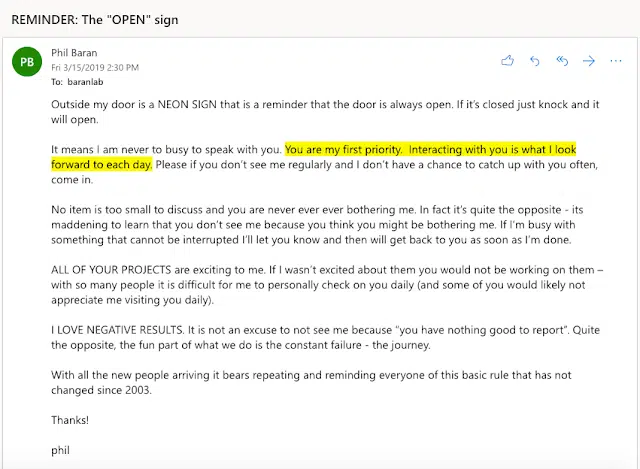 REMINDER: The "OPEN" sign
PB
Phil Baran
Fri 3/15/2019 2:30 PM
To: baranlab
Outside my door is a NEON SIGN that is a reminder that the door is always open. If it's closed just knock and it
will open.
It means I am never to busy to speak with you. You are my first priority. Interacting with you is what I look
forward to each day. Please if you don't see me regularly and I don't have a chance to catch up with you often,
come in.
No item is too small to discuss and you are never ever ever bothering me. In fact it's quite the opposite - its
maddening to learn that you don't see me because you think you might be bothering me. If I'm busy with
something that cannot be interrupted I'll let you know and then will get back to you as soon as I'm done.
ALL OF YOUR PROJECTS are exciting to me. If I wasn't excited about them you would not be working on them –
with so many people it is difficult for me to personally check on you daily (and some of you would likely not
appreciate me visiting you daily).
I LOVE NEGATIVE RESULTS. It is not an excuse to not see me because "you have nothing good to report". Quite
the opposite, the fun part of what we do is the constant failure - the journey.
With all the new people arriving it bears repeating and reminding everyone of this basic rule that has not
changed since 2003.
Thanks!
phil